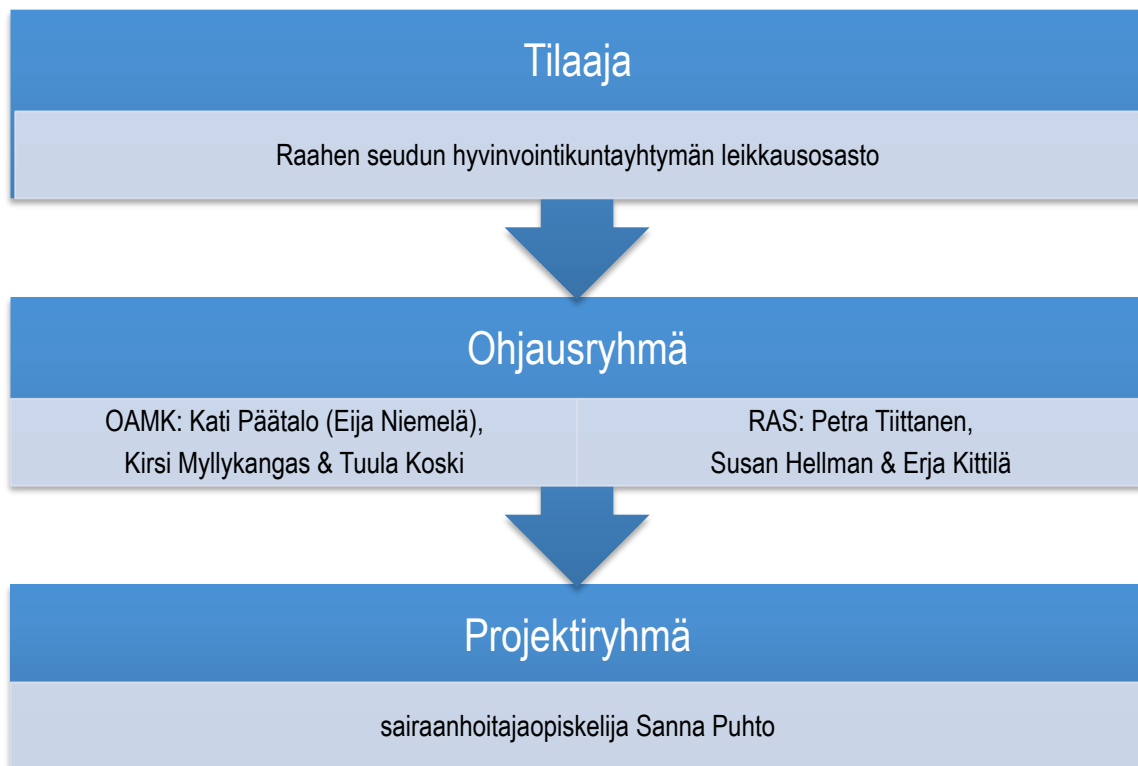 Tilaaja
Raahen seudun hyvinvointikuntayhtymän leikkausosasto
Ohjausryhmä
OAMK: Kati Päätalo (Eija Niemelä),
Kirsi Myllykangas & Tuula Koski
RAS: Petra Tiittanen,
Susan Hellman & Erja Kittilä
Projektiryhmä
sairaanhoitajaopiskelija Sanna Puhto